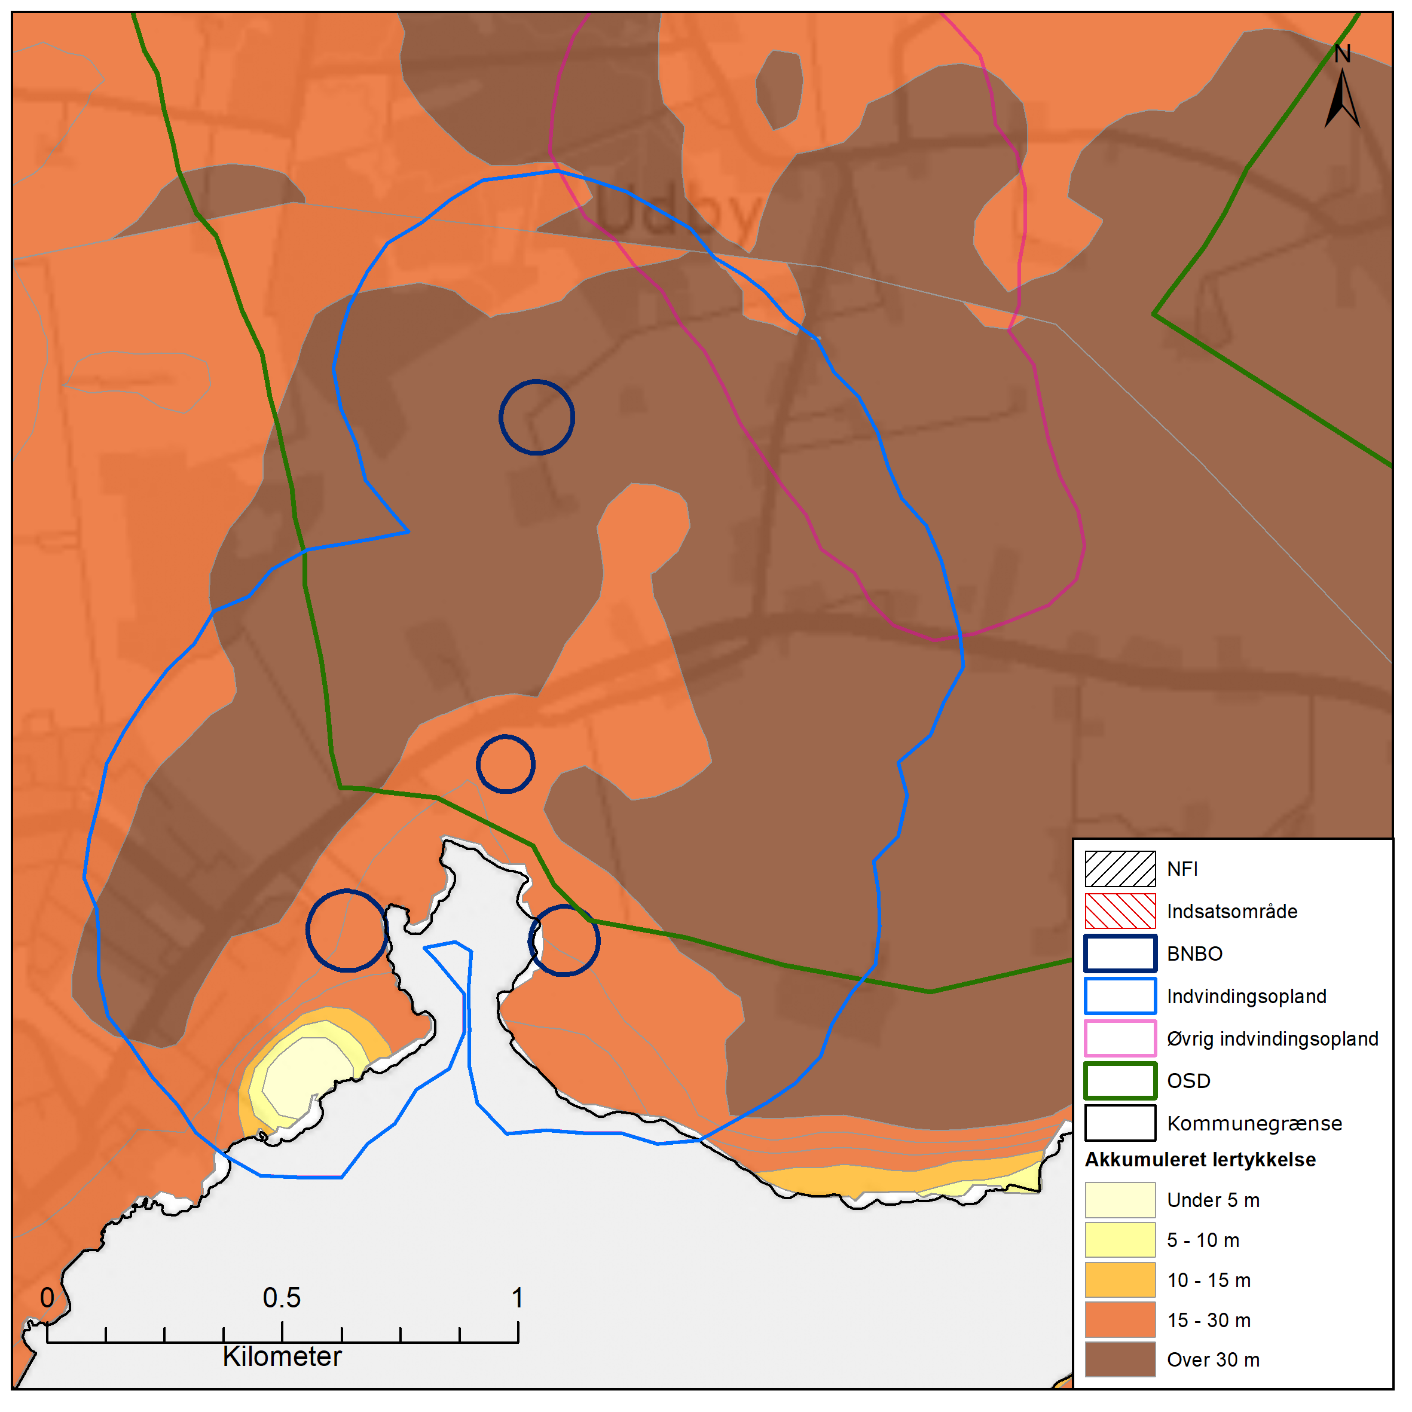 N
Udby
NFI
Indsatsområde
BNBO
Indvindingsopland
Øvrig indvindingsopland
OSD
Kommunegrænse
Akkumuleret lertykkelse
Under 5 m
5 - 10 m
10 - 15 m
15 - 30 m
Over 30 m
0 0.5 1
Kilometer